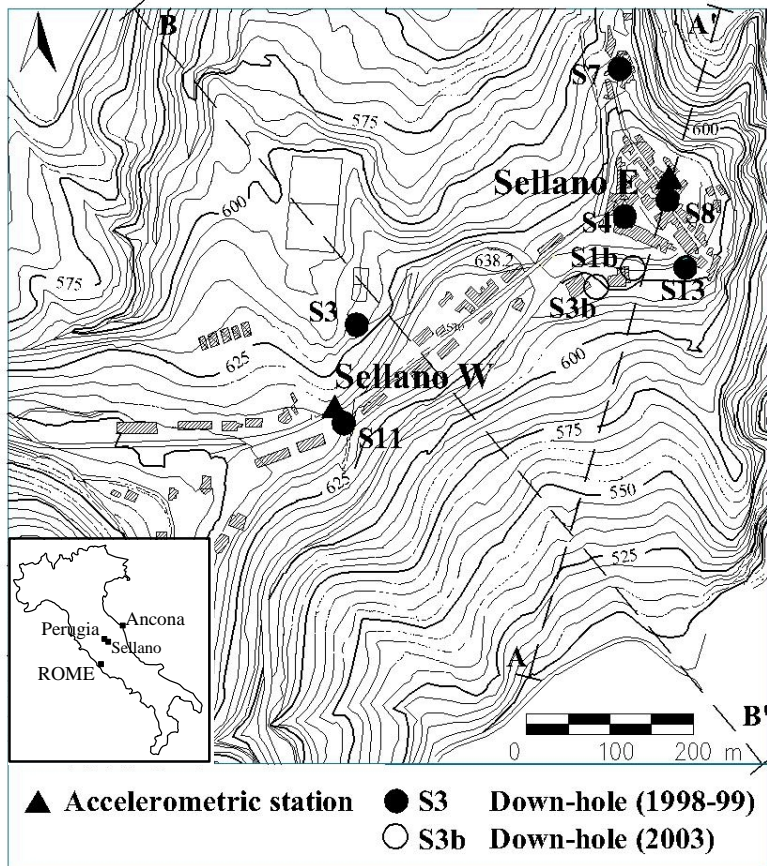 B
A'
S7
575
600
Sellano E
600
S4
S8
575
S1b
638.2
S13
S3b
S3
625
600
Sellano W
S11
575
625
550
525
Ancona
Perugia
Sellano
ROME
A
B'
0 100 200 m
Accelerometric station S3 Down-hole (1998-99)
S3b Down-hole (2003)